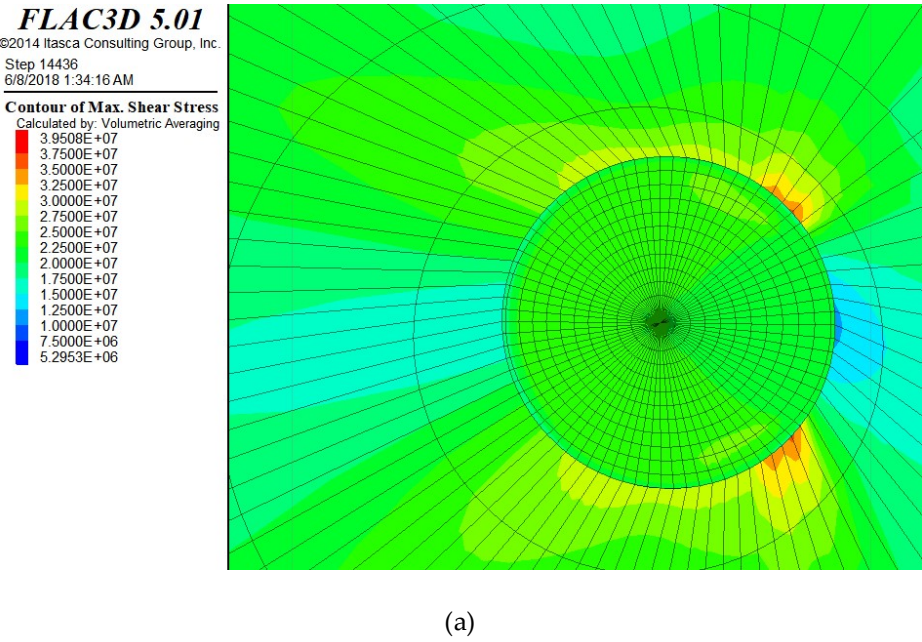 FLAC3D 5.01
©2014 Itasca Consulting Group, Inc.
Step 14436
6/8/2018 1:34:16 AM
Contour of Max. Shear Stress
Calculated by: Volumetric Averaging
3.9508E+07
3.7500E+07
3.5000E+07
3.2500E+07
3.0000E+07
2.7500E+07
2.5000E+07
2.2500E+07
2.0000E+07
1.7500E+07
1.5000E+07
1.2500E+07
1.0000E+07
7.5000E+06
5.2953E+06
(a)